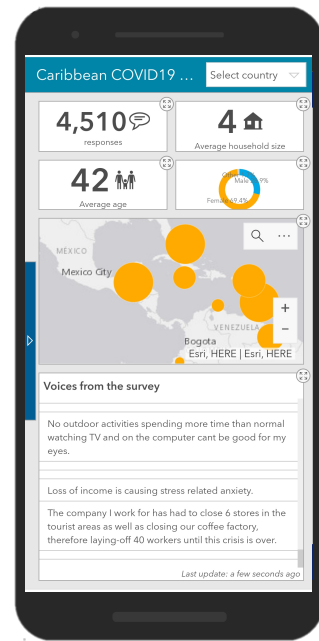 Caribbean COVID19 ...
Select country
4,510
responses
4
Average household size
42
Average age
Other
Male
Female 69.4%
MÉXICO
Mexico City
VENEZUELA
Bogota
Esri, HERE | Esri, HERE
+
−
Voices from the survey
No outdoor activities spending more time than normal
watching TV and on the computer cant be good for my
eyes.
Loss of income is causing stress related anxiety.
The company I work for has had to close 6 stores in the
tourist areas as well as closing our coffee factory,
therefore laying-off 40 workers until this crisis is over.
Last update: a few seconds ago